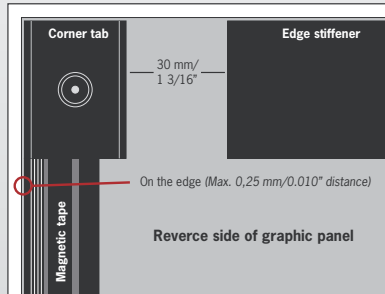 Corner tab
Edge stiffener
30 mm/
1 3/16”
On the edge (Max. 0,25 mm/0.010” distance)
Magnetic tape
Reverce side of graphic panel